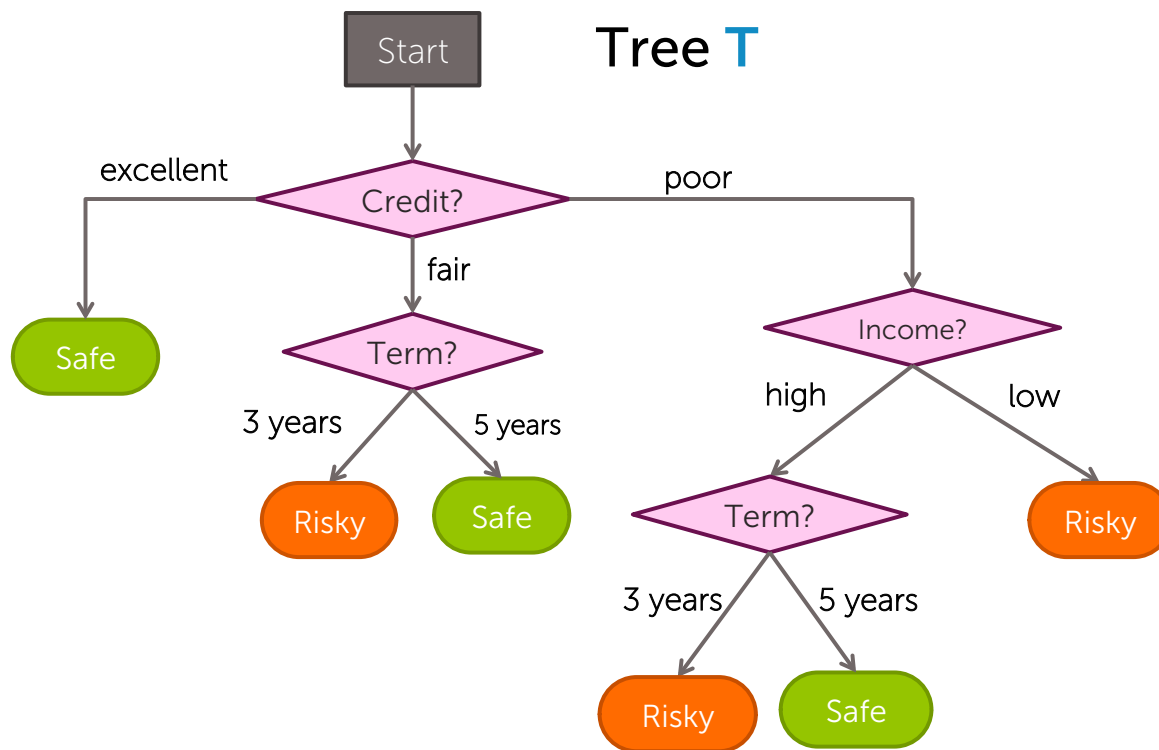 Start
Tree T
excellent
Credit?
poor
fair
Safe
Term?
Income?
3 years
5 years
high
low
Risky
Safe
Term?
Risky
3 years
5 years
Risky
Safe